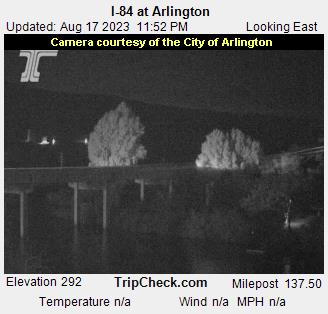 I-84 at Arlington
Updated: Aug 17 2023 11:52 PM Looking East
Camera courtesy of the City of Arlington
Elevation 292 TripCheck.com Milepost 137.50
Temperature n/a Wind n/a MPH n/a